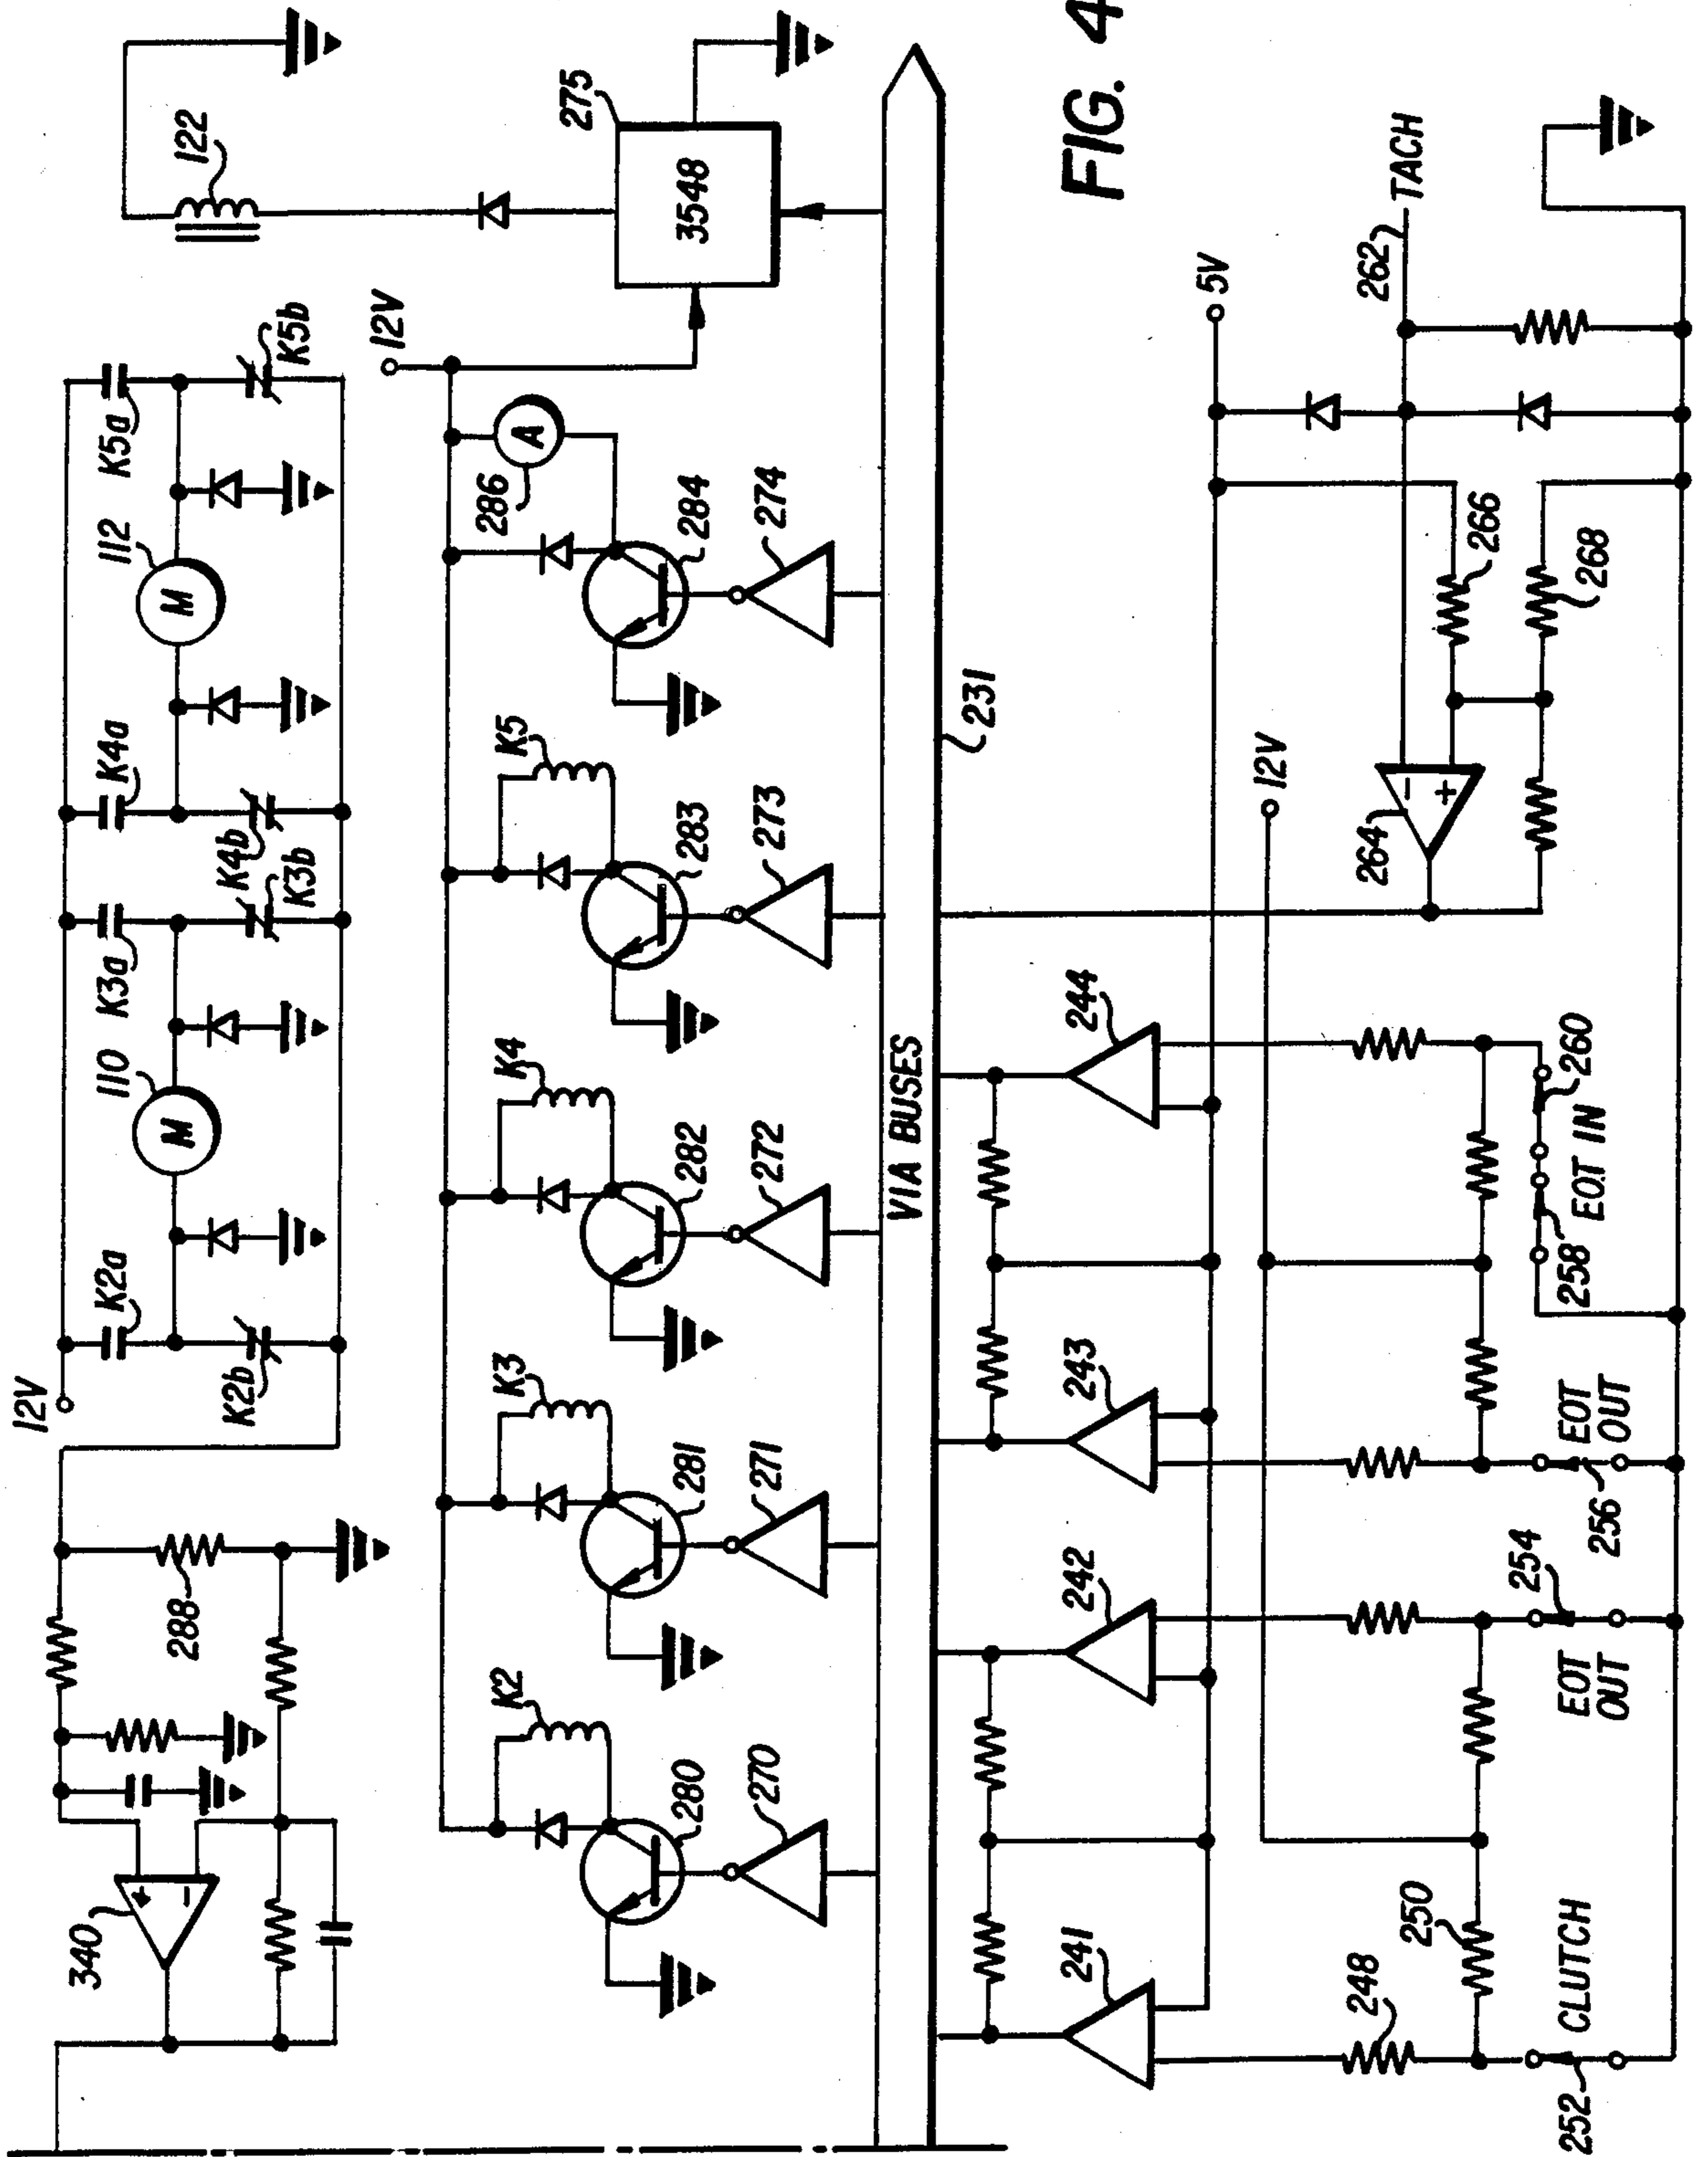 12V
K2a
K2b
110
M
K3a
K3b
K4a
K4b
112
M
K5a
K5b
122
340
+
−
288
12V
275
3548
K2
280
270
K3
281
271
K4
282
272
K5
283
273
286
A
284
274
VIA BUSES
231
FIG. 4
241
242
243
244
248
250
252
CLUTCH
254
EOT
OUT
256
EOT
OUT
258
EOT IN
260
12V
5V
264
−
+
266
268
262
TACH